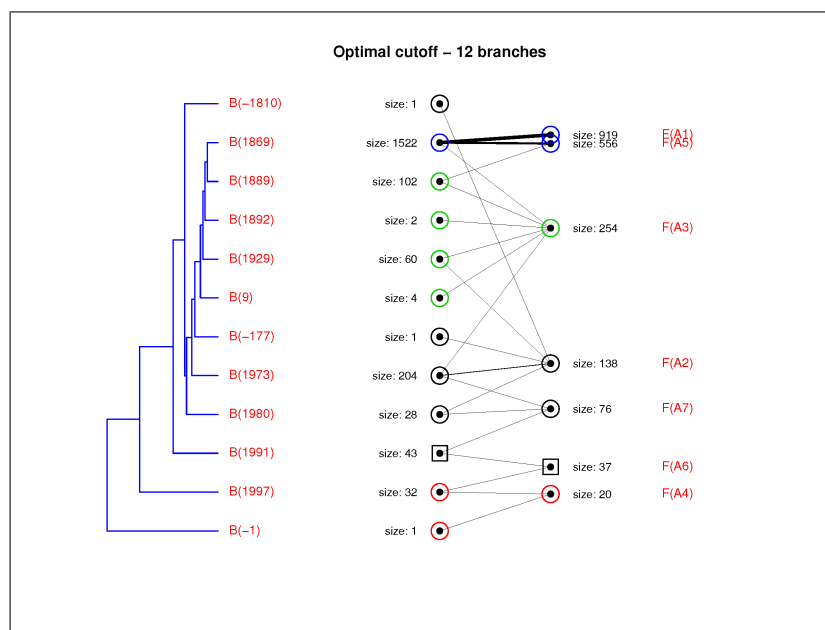 Optimal cutoff – 12 branches
B(−1810) size: 1
size: 919 F(A1)
B(1869) size: 1522 size: 556 F(A5)
B(1889) size: 102
B(1892) size: 2 size: 254 F(A3)
B(1929) size: 60
B(9) size: 4
B(−177) size: 1
size: 138 F(A2)
B(1973) size: 204
B(1980) size: 28 size: 76 F(A7)
B(1991) size: 43
size: 37 F(A6)
B(1997) size: 32 size: 20 F(A4)
B(−1) size: 1